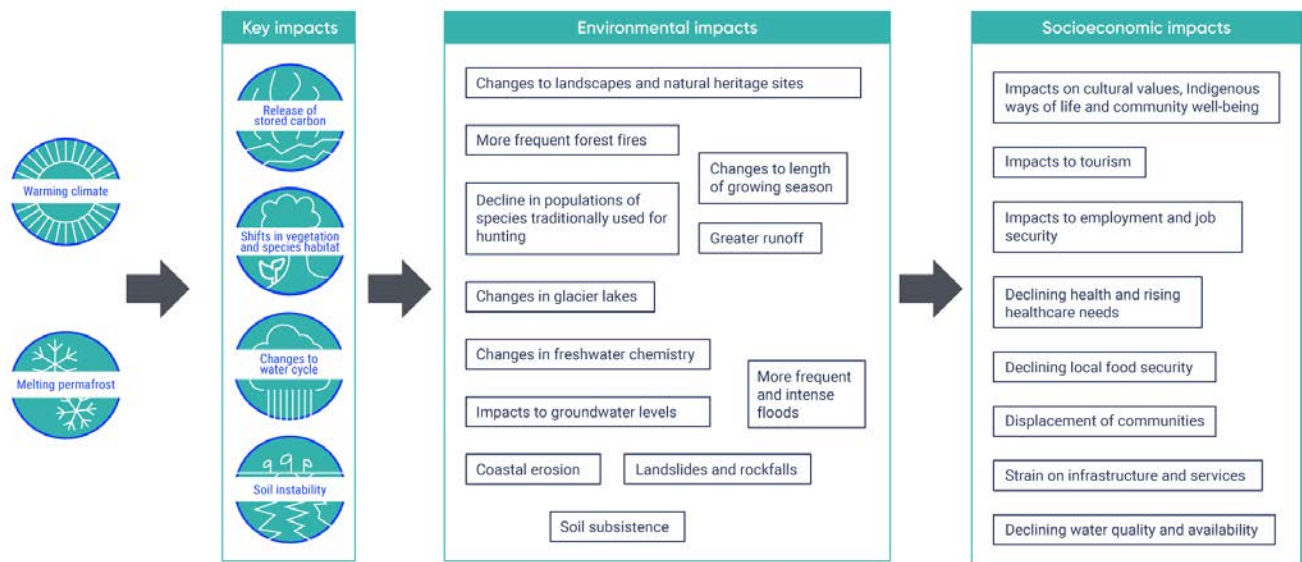 Key impacts
Environmental impacts
Socioeconomic impacts
Warming climate
Melting permafrost
Release of
stored carbon
Shifts in vegetation
and species habitat
Changes to
water cycle
Soil instability
Changes to landscapes and natural heritage sites
More frequent forest fires
Changes to length
of growing season
Decline in populations of
species traditionally used for
hunting
Greater runoff
Changes in glacier lakes
Changes in freshwater chemistry
More frequent
and intense
floods
Impacts to groundwater levels
Coastal erosion
Landslides and rockfalls
Soil subsistence
Impacts on cultural values, Indigenous
ways of life and community well-being
Impacts to tourism
Impacts to employment and job
security
Declining health and rising
healthcare needs
Declining local food security
Displacement of communities
Strain on infrastructure and services
Declining water quality and availability